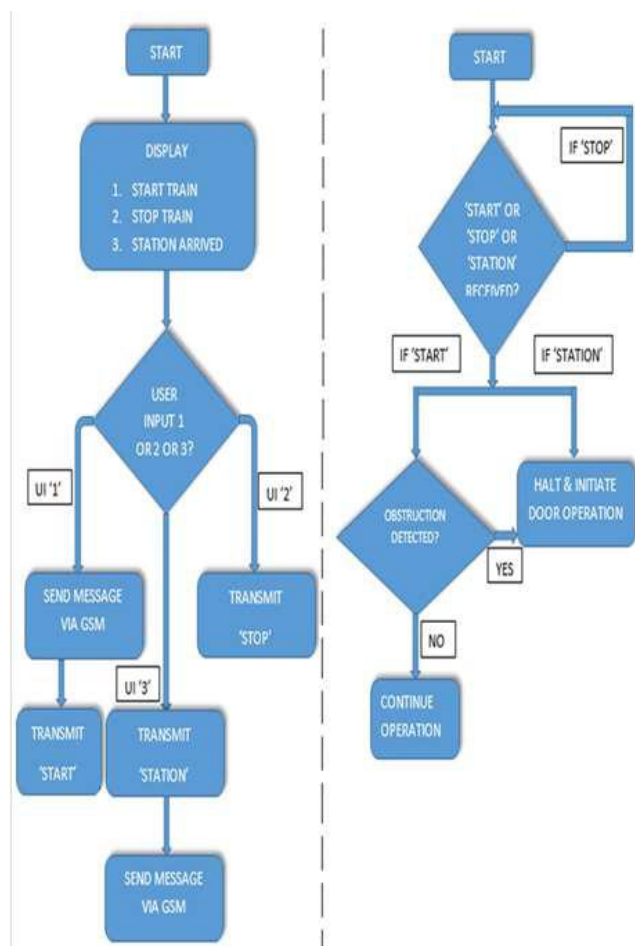 START
DISPLAY
1. START TRAIN
2. STOP TRAIN
3. STATION ARRIVED
USER
INPUT 1
OR 2 OR 3?
UI '1'
UI '2'
SEND MESSAGE
VIA GSM
TRANSMIT
'STOP'
UI '3'
TRANSMIT
'START'
TRANSMIT
'STATION'
SEND MESSAGE
VIA GSM
START
IF 'STOP'
'START' OR
'STOP' OR
'STATION'
RECEIVED?
IF 'START'
IF 'STATION'
OBSTRUCTION
DETECTED?
HALT & INITIATE
DOOR OPERATION
YES
NO
CONTINUE
OPERATION